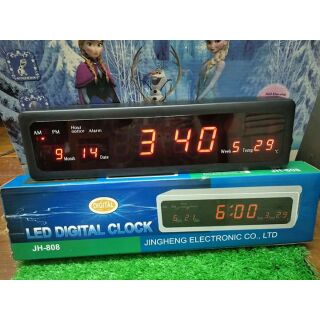 AM PM Hour notice Alarm
3 40
9 Month 14 Date Week 5 Temp 29 °C
DIGITAL
LED DIGITAL CLOCK
JH-808
6:00
JINGHENG ELECTRONIC CO., LTD